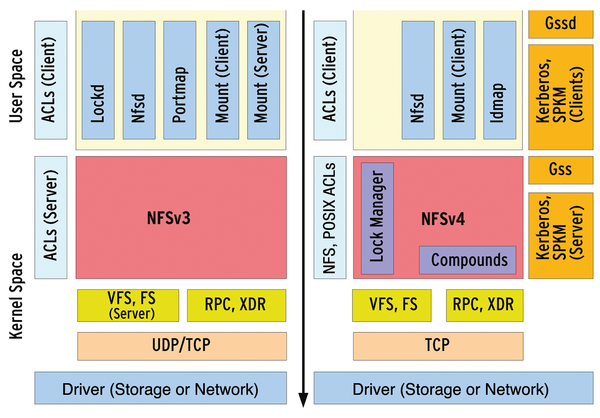 User Space
ACLs (Client)
Lockd
Nfsd
Portmap
Mount (Client)
Mount (Server)
Kernel Space
ACLs (Server)
NFSv3
VFS, FS
(Server)
RPC, XDR
UDP/TCP
Driver (Storage or Network)
ACLs (Client)
Nfsd
Mount (Client)
Idmap
Gssd
Kerberos,
SPKM
(Clients)
NFS, POSIX ACLs
Lock Manager
NFSv4
Compounds
Gss
Kerberos,
SPKM
(Server)
VFS, FS
RPC, XDR
TCP
Driver (Storage or Network)